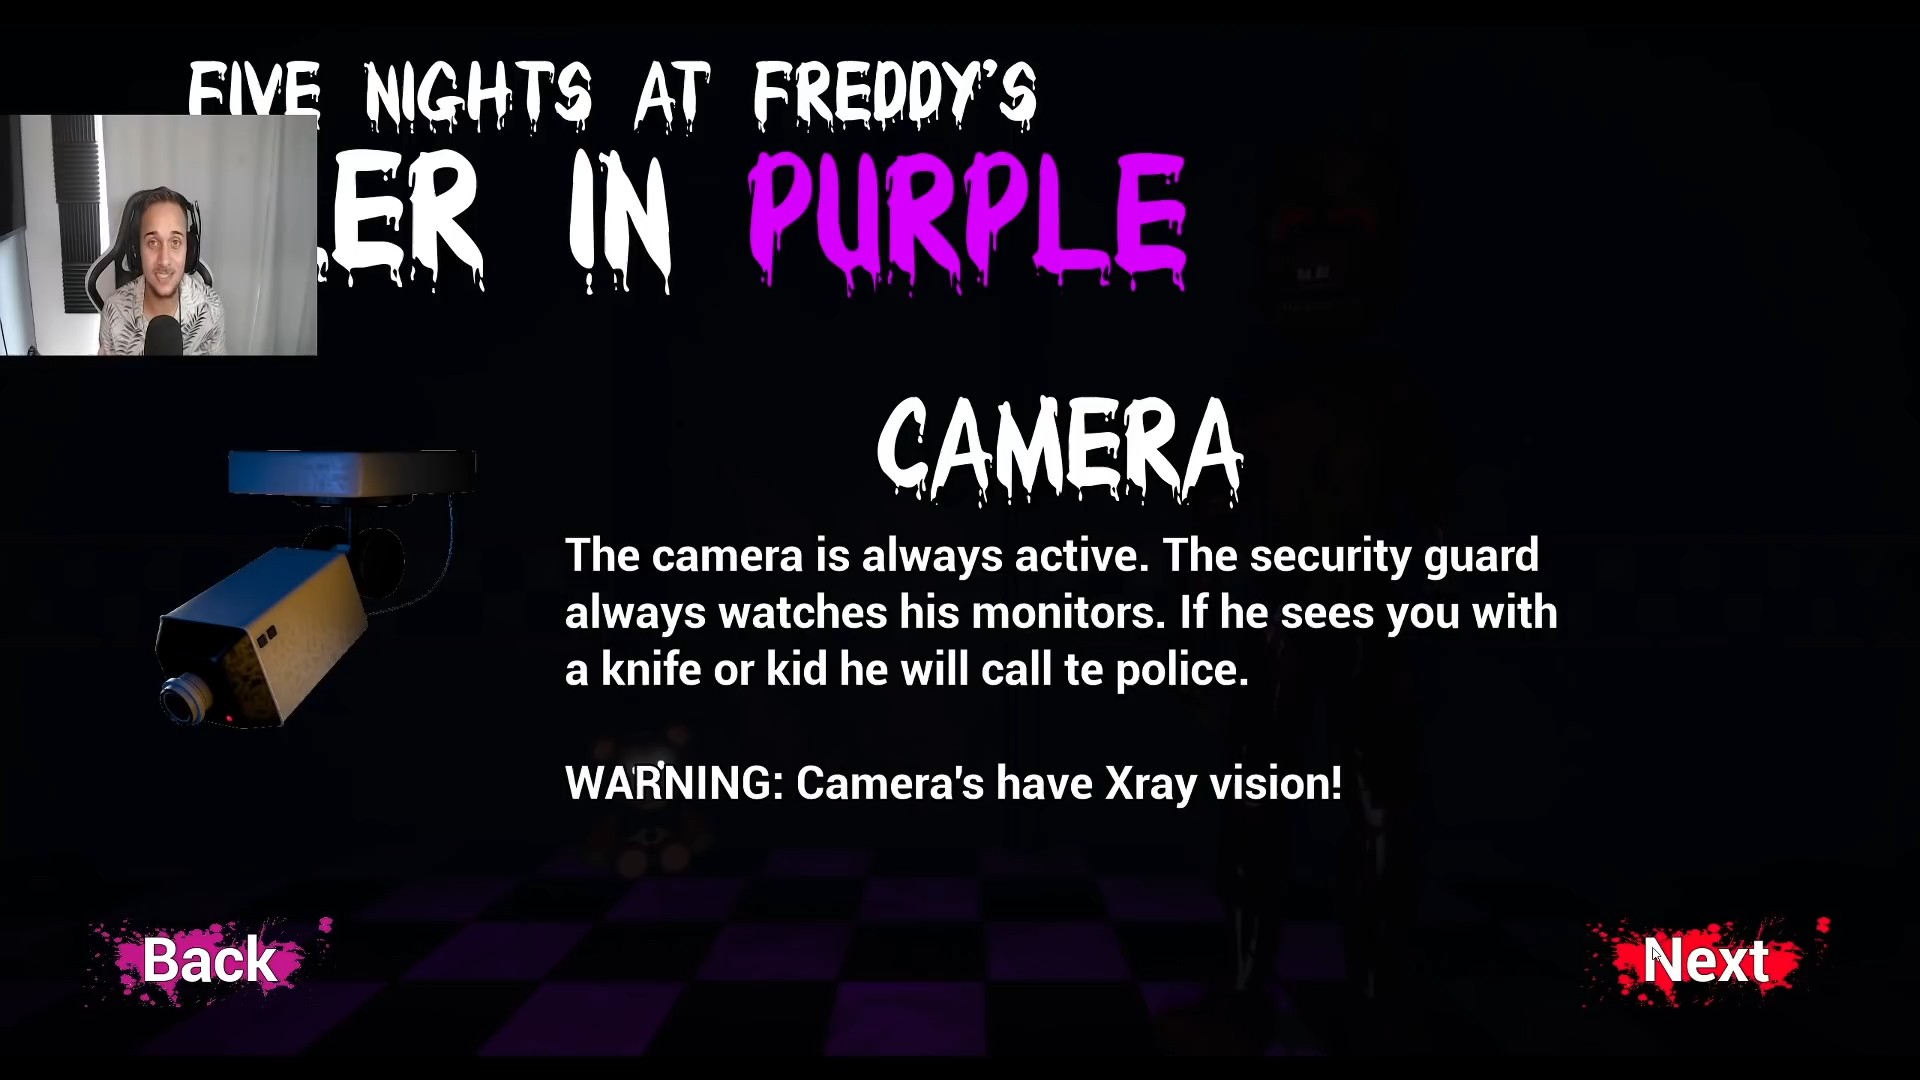 FIVE NIGHTS AT FREDDY'S
ER IN PURPLE
CAMERA
The camera is always active. The security guard
always watches his monitors. If he sees you with
a knife or kid he will call te police.
WARNING: Camera's have Xray vision!
Back
Next